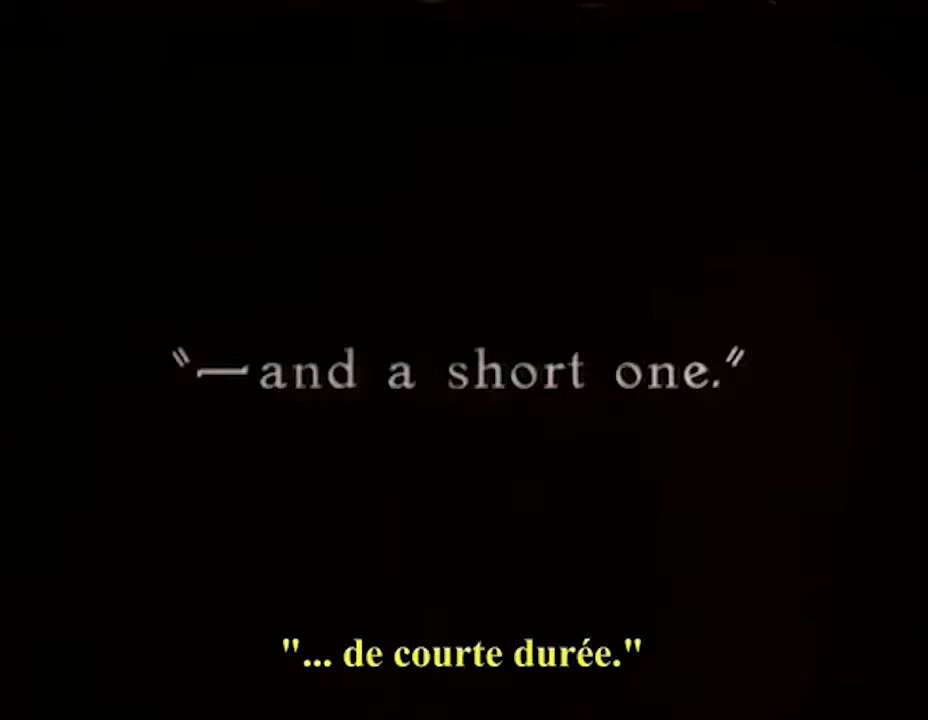 "—and a short one."
"... de courte durée."